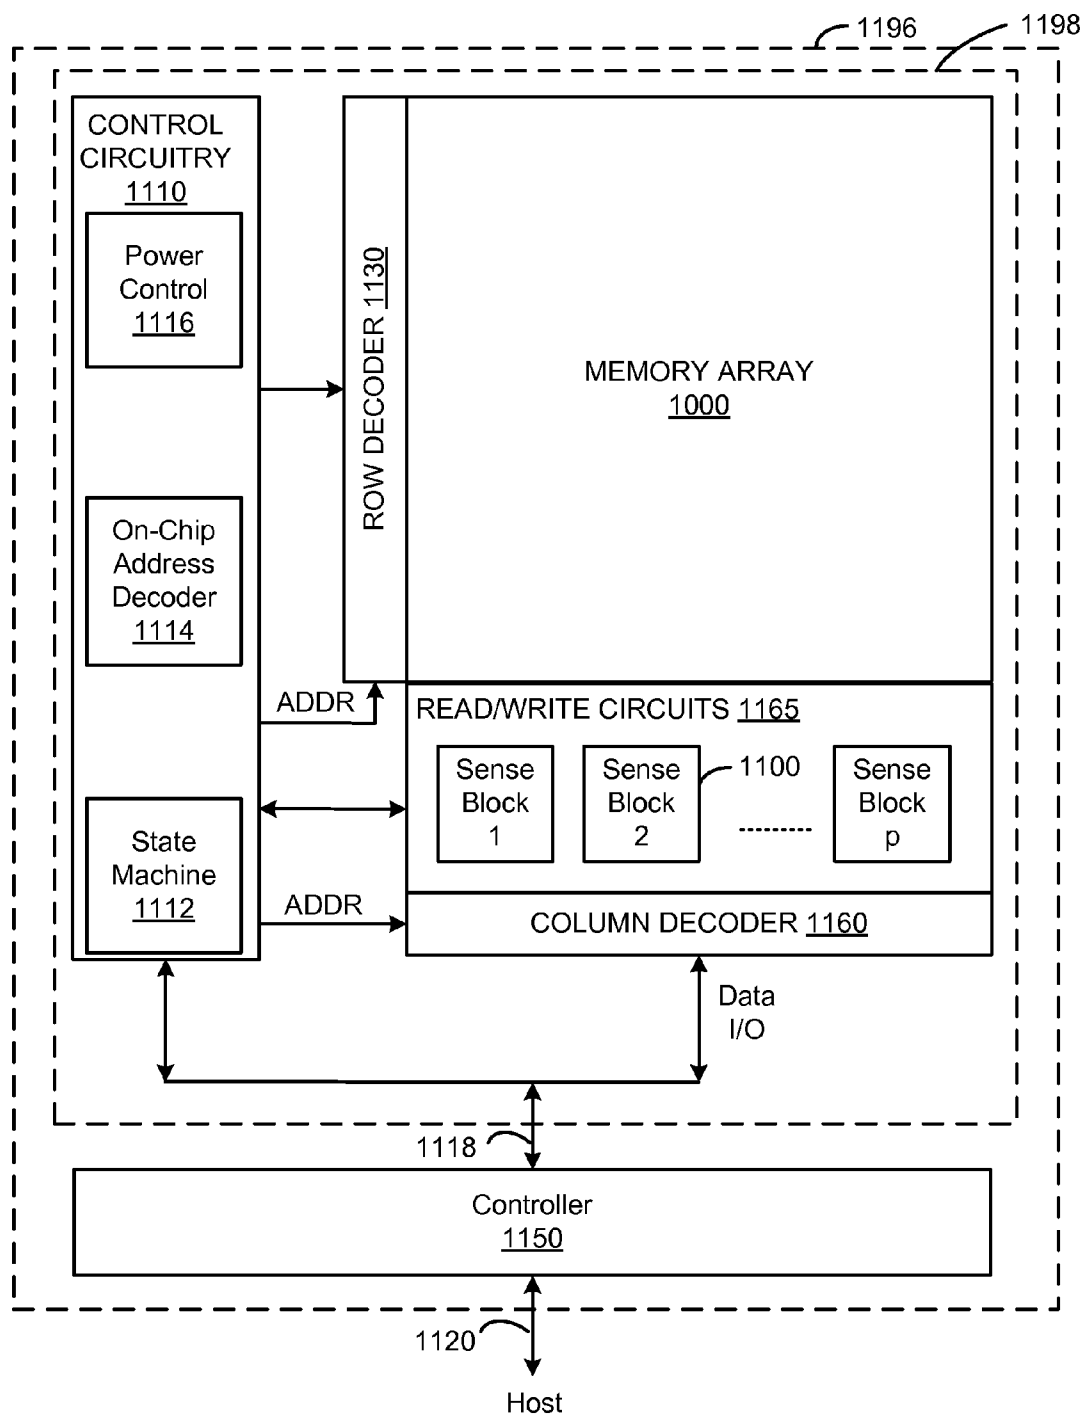 1196
1198
CONTROL
CIRCUITRY
1110
Power
Control
1116
On-Chip
Address
Decoder
1114
State
Machine
1112
ROW DECODER 1130
MEMORY ARRAY
1000
ADDR
READ/WRITE CIRCUITS 1165
Sense
Block
1
Sense
Block
2
1100
Sense
Block
p
ADDR
COLUMN DECODER 1160
Data
I/O
1118
Controller
1150
1120
Host